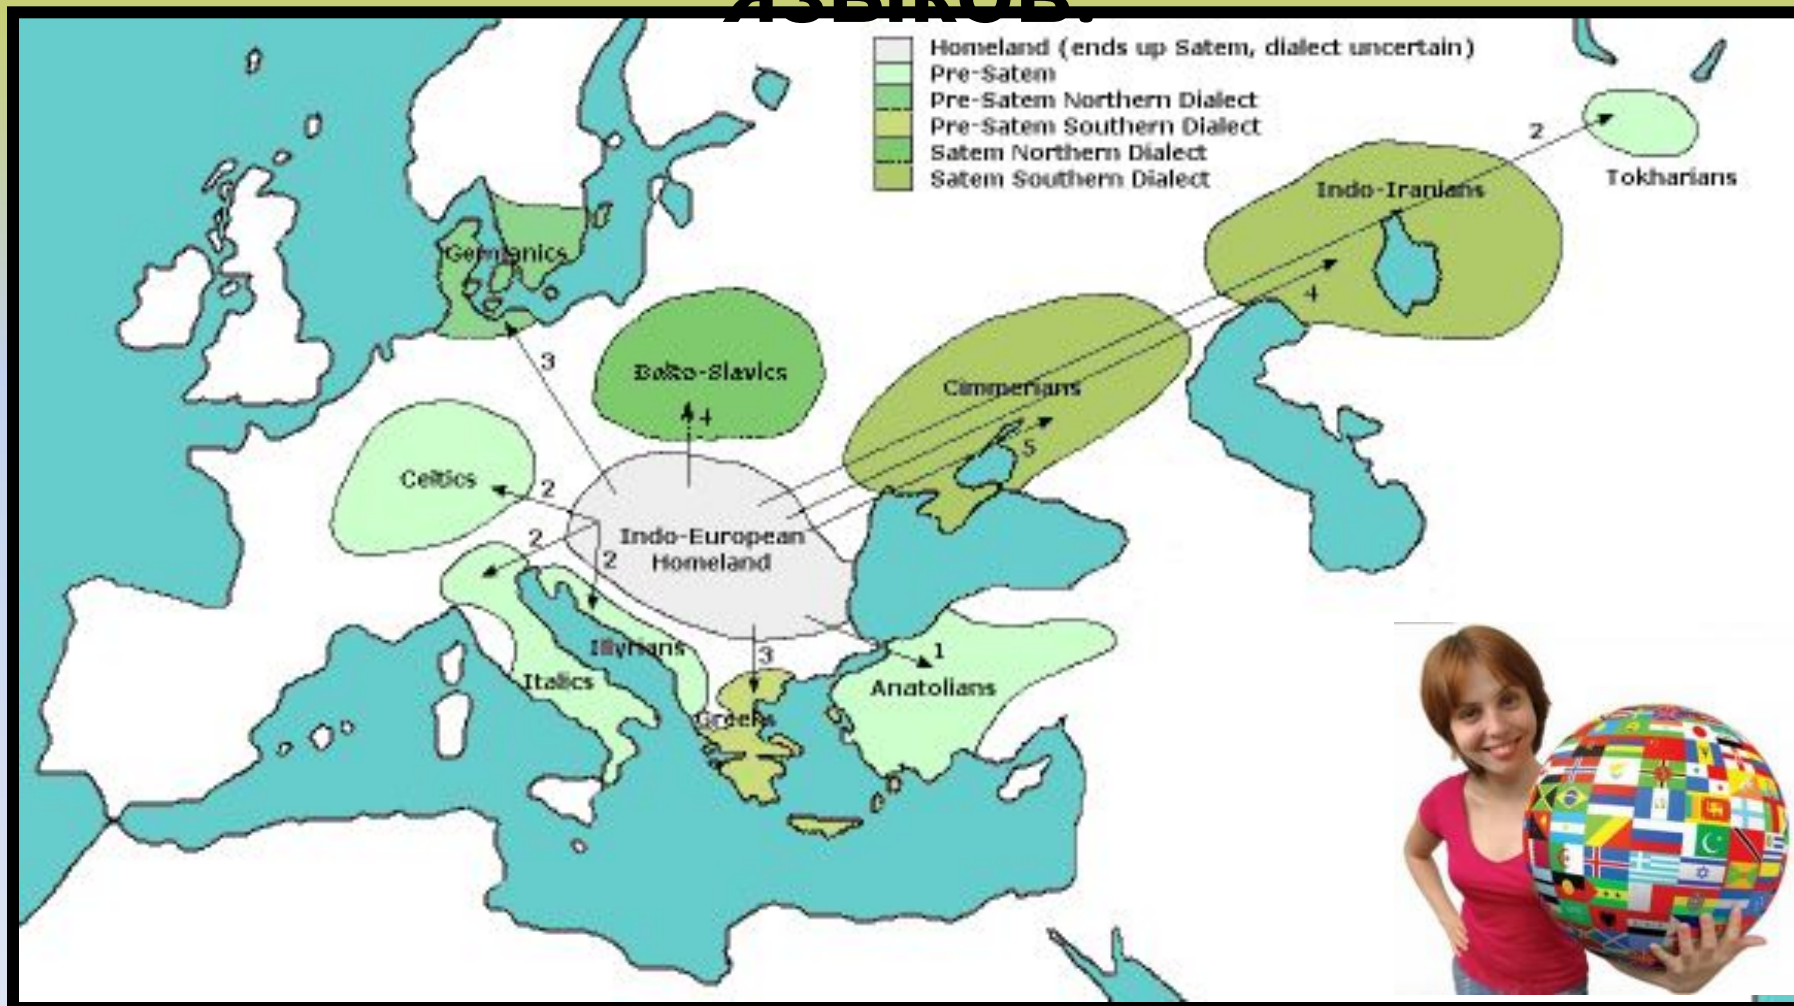 языков.
Homeland (ends up Satem, dialect uncertain)
Pre-Satem
Pre-Satem Northern Dialect
Pre-Satem Southern Dialect
Satem Northern Dialect
Satem Southern Dialect
2
Tokharians
Indo-Iranians
Germanics
4
3
Balto-Slavics
Cimmerians
4
5
Celtics
2
2
Indo-European
Homeland
2
Illyrians
3
1
Italics
Anatolians
Greeks